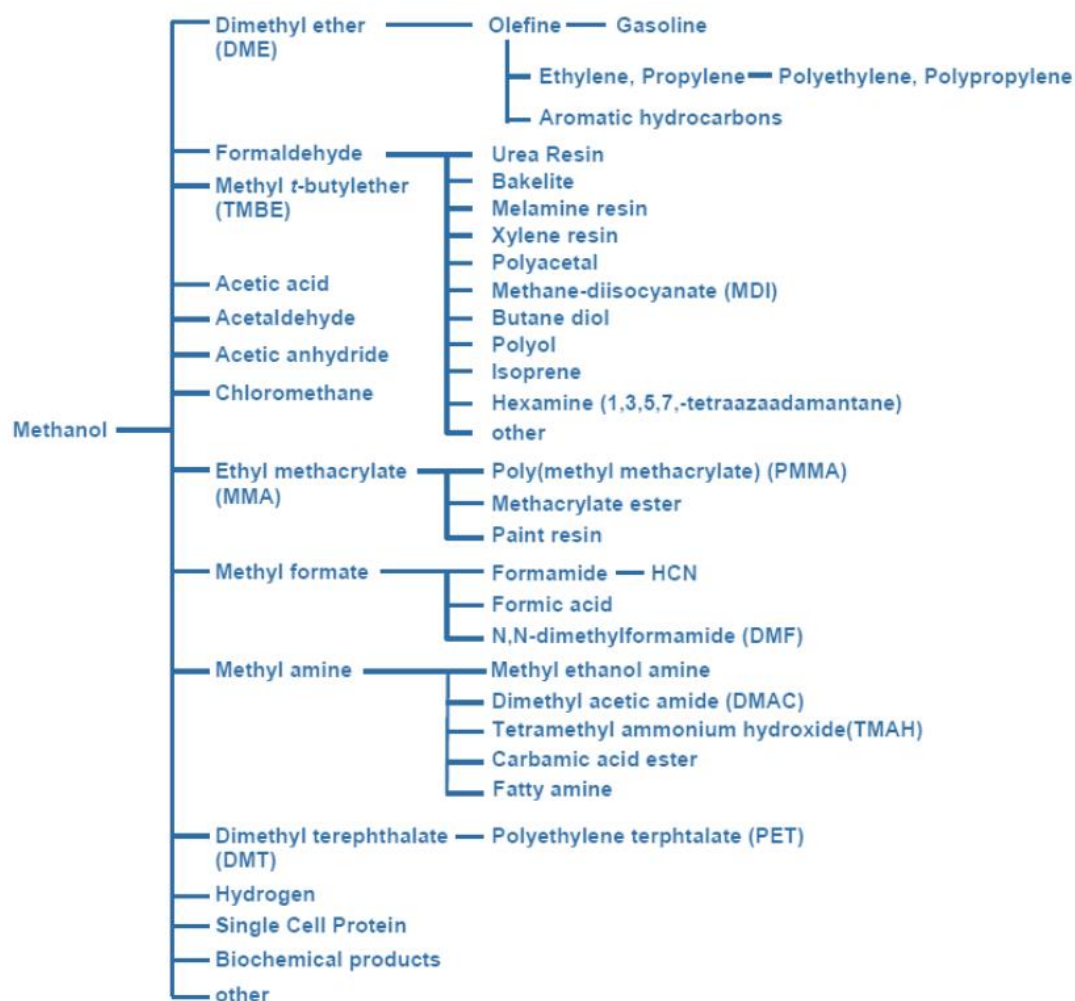 Dimethyl ether Olefine Gasoline
(DME)
Ethylene, Propylene Polyethylene, Polypropylene
Aromatic hydrocarbons
Formaldehyde Urea Resin
Methyl t-butylether Bakelite
(TMBE) Melamine resin
Xylene resin
Polyacetal
Acetic acid Methane-diisocyanate (MDI)
Acetaldehyde Butane diol
Polyol
Acetic anhydride Isoprene
Chloromethane Hexamine (1,3,5,7,-tetraazaadamantane)
Methanol other
Ethyl methacrylate Poly(methyl methacrylate) (PMMA)
(MMA) Methacrylate ester
Paint resin
Methyl formate Formamide HCN
Formic acid
N,N-dimethylformamide (DMF)
Methyl amine Methyl ethanol amine
Dimethyl acetic amide (DMAC)
Tetramethyl ammonium hydroxide(TMAH)
Carbamic acid ester
Fatty amine
Dimethyl terephthalate Polyethylene terphtalate (PET)
(DMT)
Hydrogen
Single Cell Protein
Biochemical products
other